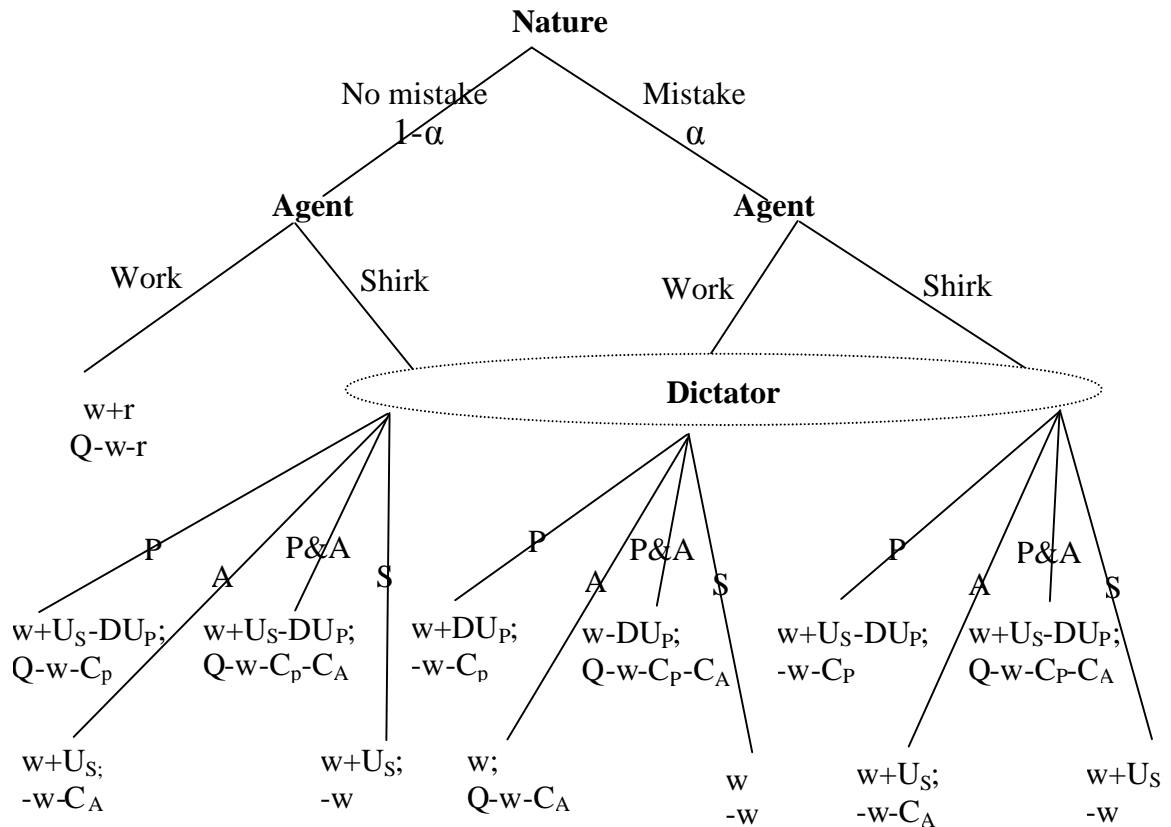 Nature
No mistake
1-α
Mistake
α
Agent
Agent
Work
Shirk
Work
Shirk
Dictator
w+r
Q-w-r
P
A
P&A
S
P
A
P&A
S
P
A
P&A
S
w+US-DUP;
Q-w-Cp
w+US-DUP;
Q-w-Cp-CA
w+DUP;
-w-Cp
w-DUP;
Q-w-CP-CA
w+US-DUP;
-w-CP
w+US-DUP;
Q-w-CP-CA
w+US;
-w-CA
w+US;
-w
w;
Q-w-CA
w
-w
w+US;
-w-CA
w+US
-w